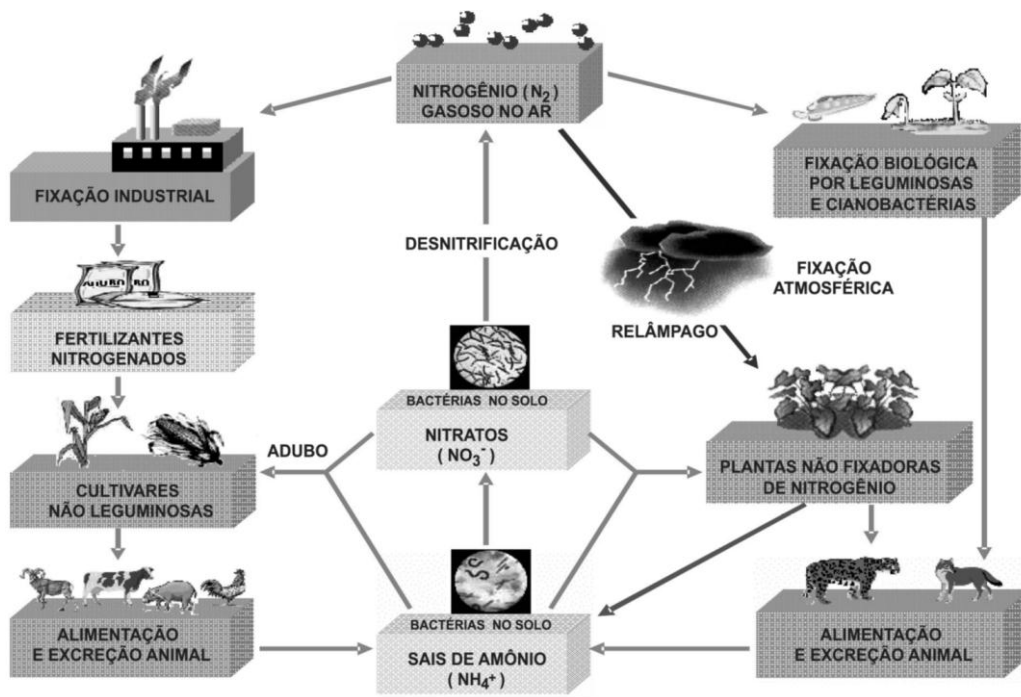 NITROGÊNIO (N₂)
GASOSO NO AR
FIXAÇÃO INDUSTRIAL
FIXAÇÃO BIOLÓGICA
POR LEGUMINOSAS
E CIANOBACTÉRIAS
DESNITRIFICAÇÃO
FIXAÇÃO
ATMOSFÉRICA
RELÂMPAGO
FERTILIZANTES
NITROGENADOS
BACTÉRIAS NO SOLO
NITRATOS
(NO₃⁻)
ADUBO
CULTIVARES
NÃO LEGUMINOSAS
PLANTAS NÃO FIXADORAS
DE NITROGÊNIO
BACTÉRIAS NO SOLO
SAIS DE AMÔNIO
(NH₄⁺)
ALIMENTAÇÃO
E EXCREÇÃO ANIMAL
ALIMENTAÇÃO
E EXCREÇÃO ANIMAL